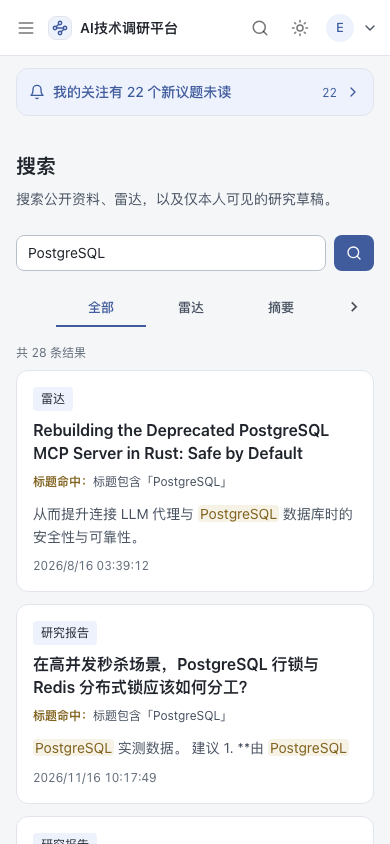 AI技术调研平台
E
我的关注有 22 个新议题未读
22
搜索
搜索公开资料、雷达，以及仅本人可见的研究草稿。
PostgreSQL
全部
雷达
摘要
共 28 条结果
雷达
Rebuilding the Deprecated PostgreSQL
MCP Server in Rust: Safe by Default
标题命中：标题包含「PostgreSQL」
从而提升连接 LLM 代理与 PostgreSQL 数据库时的
安全性与可靠性。
2026/8/16 03:39:12
研究报告
在高并发秒杀场景，PostgreSQL 行锁与
Redis 分布式锁应该如何分工？
标题命中：标题包含「PostgreSQL」
PostgreSQL 实测数据。 建议 1. **由 PostgreSQL
2026/11/16 10:17:49
研究报告